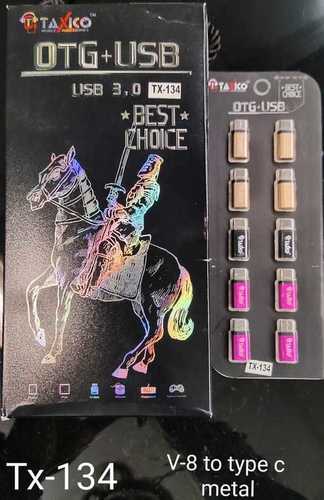 TAXICO™
OTG+USB
USB 3.0 TX-134
BEST
CHOICE
TAXICO
BEST
CHOICE
OTG+USB
TX-134
Tx-134
V-8 to type c
metal